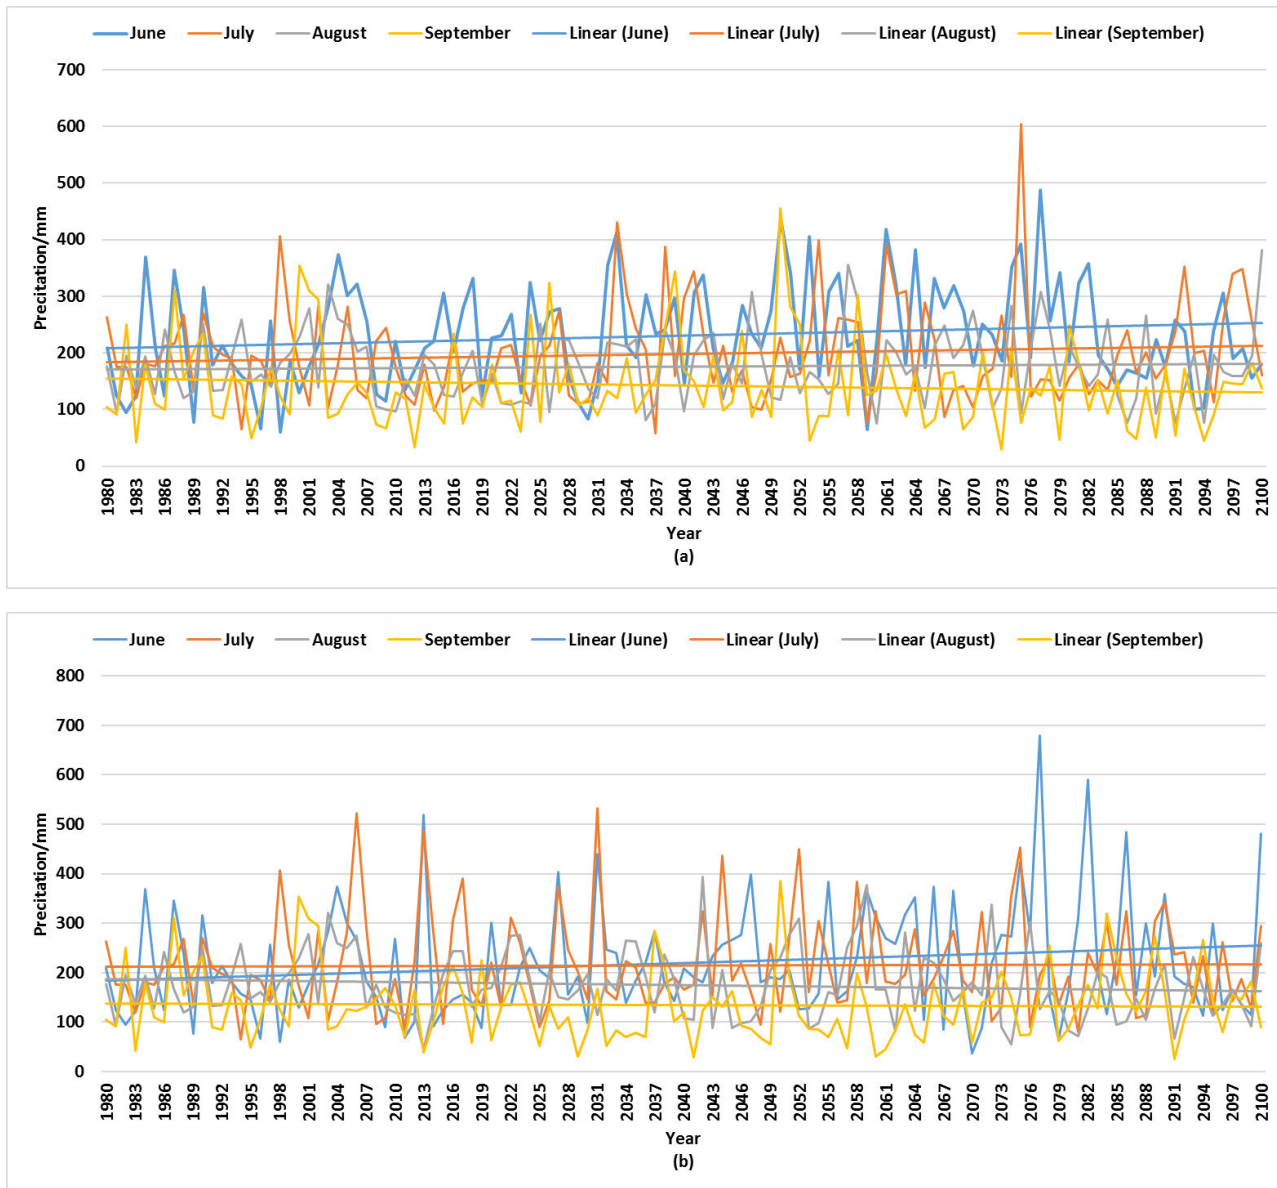 June July August September Linear (June) Linear (July) Linear (August) Linear (September)
700
600
500
400
300
200
100
0
Precitation/mm
1980 1983 1986 1989 1992 1995 1998 2001 2004 2007 2010 2013 2016 2019 2022 2025 2028 2031 2034 2037 2040 2043 2046 2049 2052 2055 2058 2061 2064 2067 2070 2073 2076 2079 2082 2085 2088 2091 2094 2097 2100
Year
(a)
June July August September Linear (June) Linear (July) Linear (August) Linear (September)
800
700
600
500
400
300
200
100
0
Precitation/mm
1980 1983 1986 1989 1992 1995 1998 2001 2004 2007 2010 2013 2016 2019 2022 2025 2028 2031 2034 2037 2040 2043 2046 2049 2052 2055 2058 2061 2064 2067 2070 2073 2076 2079 2082 2085 2088 2091 2094 2097 2100
Year
(b)